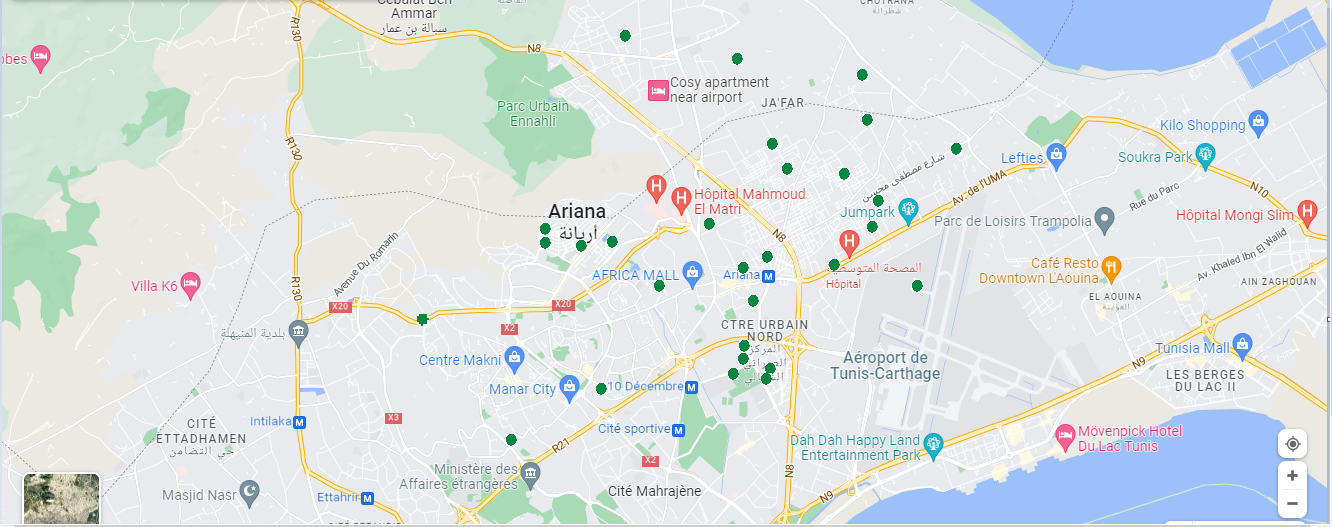 Cebalat Ben
Ammar
سبالة بن عمار
CHOTRANA
شطرانة
R130
N8
Cosy apartment
near airport
JA'FAR
Parc Urbain
Ennahli
Kilo Shopping
Lefties
Soukra Park
R130
شارع مصطفى محسن
Av. de l'UMA
Rue du Parc
N10
Hôpital Mahmoud
El Matri
Ariana
أريانة
Jumpark
Parc de Loisirs Trampolia
Hôpital Mongi Slim
N8
Avenue Du Romarin
المصحة المتوسطية
Hôpital
Av. Khaled Ibn El Walid
Café Resto
Downtown L'Aouina
AFRICA MALL
Ariana M
Villa K6
R130
EL AOUINA
العوينة
AIN ZAGHOUAN
X20
X20
X2
بلدية المنيهلة
CTRE URBAIN
NORD
المركز
العمراني
الشمالي
Centre Makni
Aéroport de
Tunis-Carthage
Tunisia Mall
N9
LES BERGES
DU LAC II
Manar City
10 Décembre M
X3
Intilaka M
CITÉ
ETTADHAMEN
حي التضامن
Cité sportive M
R21
Dah Dah Happy Land
Entertainment Park
Mövenpick Hotel
Du Lac Tunis
X2
N8
Ministère des
Affaires étrangères
Masjid Nasr
Ettahrir M
Cité Mahrajène
N9